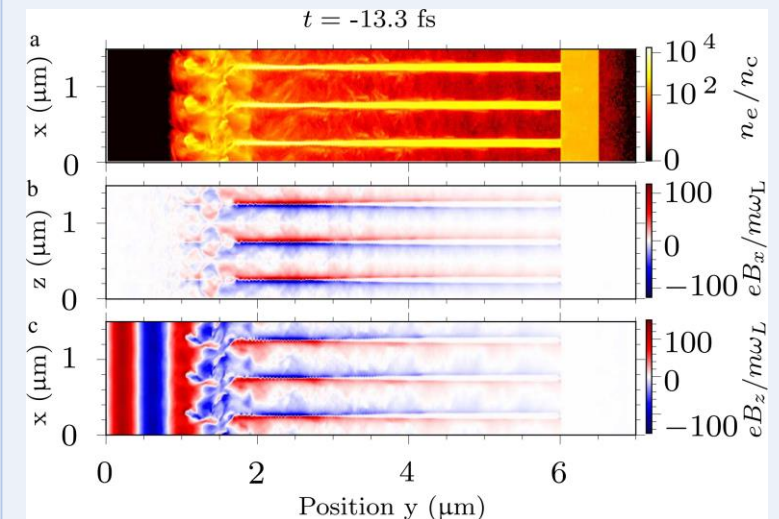 t = -13.3 fs
a
x (μm)
1
0
10 4
10 2
0
n_e/n_c
b
z (μm)
1
0
100
0
−100
eB_x/mω_L
c
x (μm)
1
0
100
0
−100
eB_z/mω_L
0 2 4 6
Position y (μm)